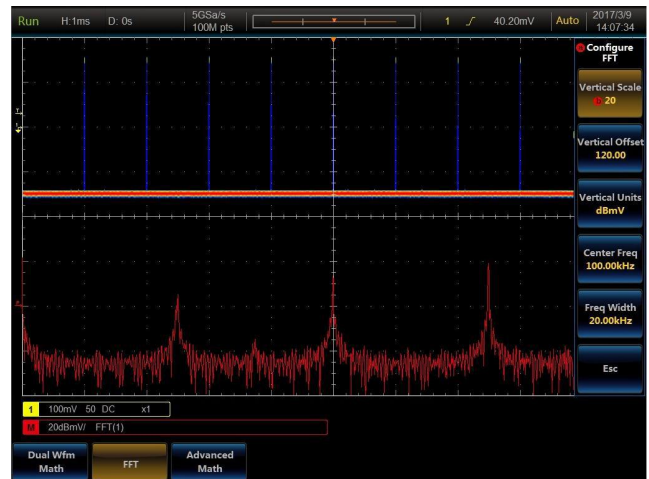 Run H:1ms D: 0s 5GSa/s 1 40.20mV Auto 2017/3/9
100M pts 14:07:34
a Configure
FFT
Vertical Scale
b 20
Vertical Offset
120.00
Vertical Units
dBmV
Center Freq
100.00kHz
Freq Width
20.00kHz
Esc
1 100mV 50 DC x1
M 20dBmV/ FFT(1)
Dual Wfm
Math
FFT
Advanced
Math